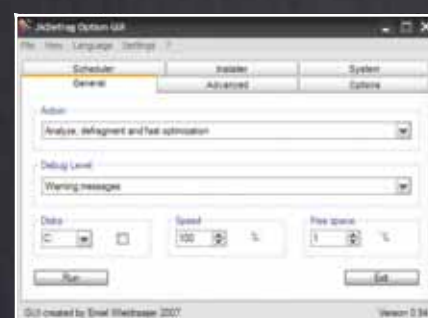 JkDefrag Option GUI
File View Language Settings ?
Scheduler Installer System
General Advanced Options
Action
Analyze, defragment and fast optimization
Debug Level
Warning messages
Disks Speed Free space
C: 100 % 1 %
Run Exit
GUI created by Emiel Wieldraaijer 2007